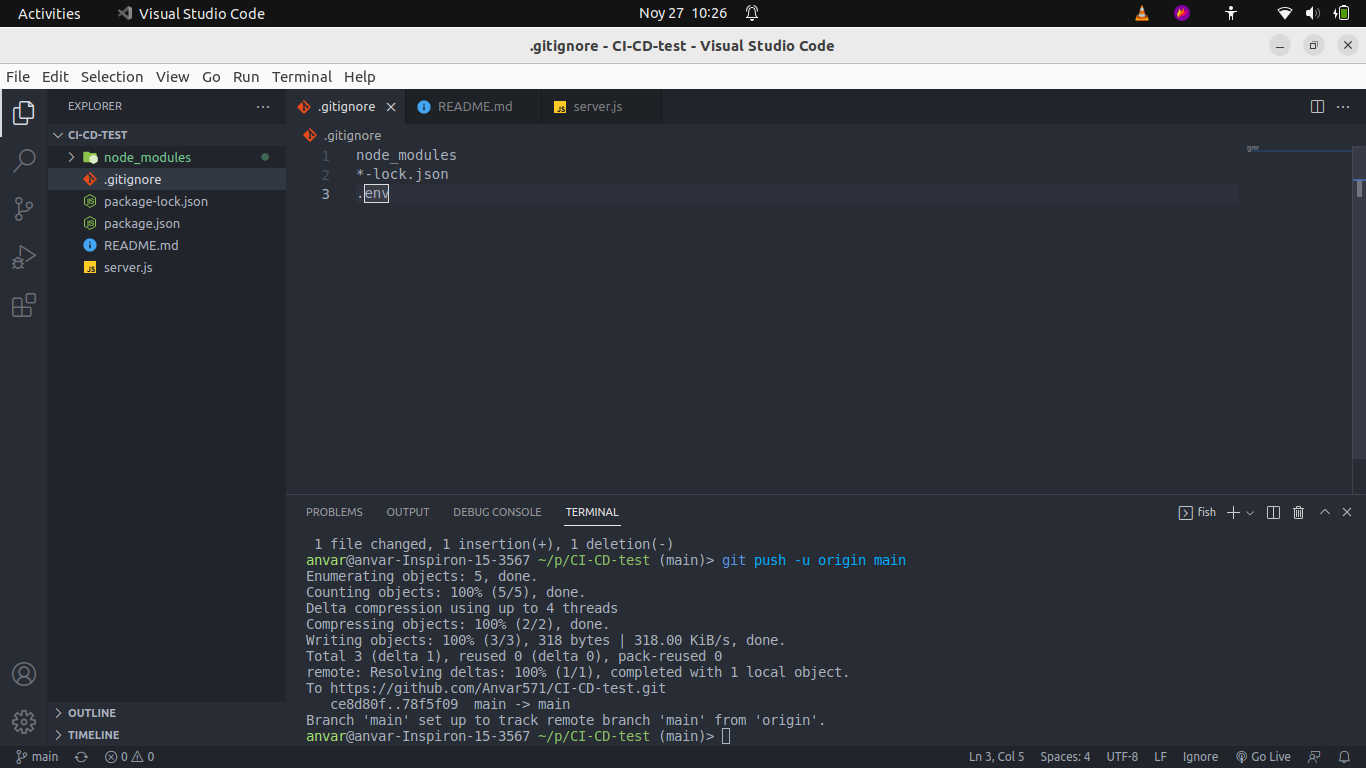 Activities
Visual Studio Code
Noy 27 10:26
.gitignore - CI-CD-test - Visual Studio Code
File Edit Selection View Go Run Terminal Help
EXPLORER
CI-CD-TEST
node_modules
.gitignore
package-lock.json
package.json
README.md
server.js
OUTLINE
TIMELINE
.gitignore
README.md
server.js
.gitignore
1 node_modules
2 *-lock.json
3 .env
PROBLEMS OUTPUT DEBUG CONSOLE TERMINAL
fish
1 file changed, 1 insertion(+), 1 deletion(-)
anvar@anvar-Inspiron-15-3567 ~/p/CI-CD-test (main)> git push -u origin main
Enumerating objects: 5, done.
Counting objects: 100% (5/5), done.
Delta compression using up to 4 threads
Compressing objects: 100% (2/2), done.
Writing objects: 100% (3/3), 318 bytes | 318.00 KiB/s, done.
Total 3 (delta 1), reused 0 (delta 0), pack-reused 0
remote: Resolving deltas: 100% (1/1), completed with 1 local object.
To https://github.com/Anvar571/CI-CD-test.git
ce8d80f..78f5f09 main -> main
Branch 'main' set up to track remote branch 'main' from 'origin'.
anvar@anvar-Inspiron-15-3567 ~/p/CI-CD-test (main)>
main 0 0 Ln 3, Col 5 Spaces: 4 UTF-8 LF Ignore Go Live